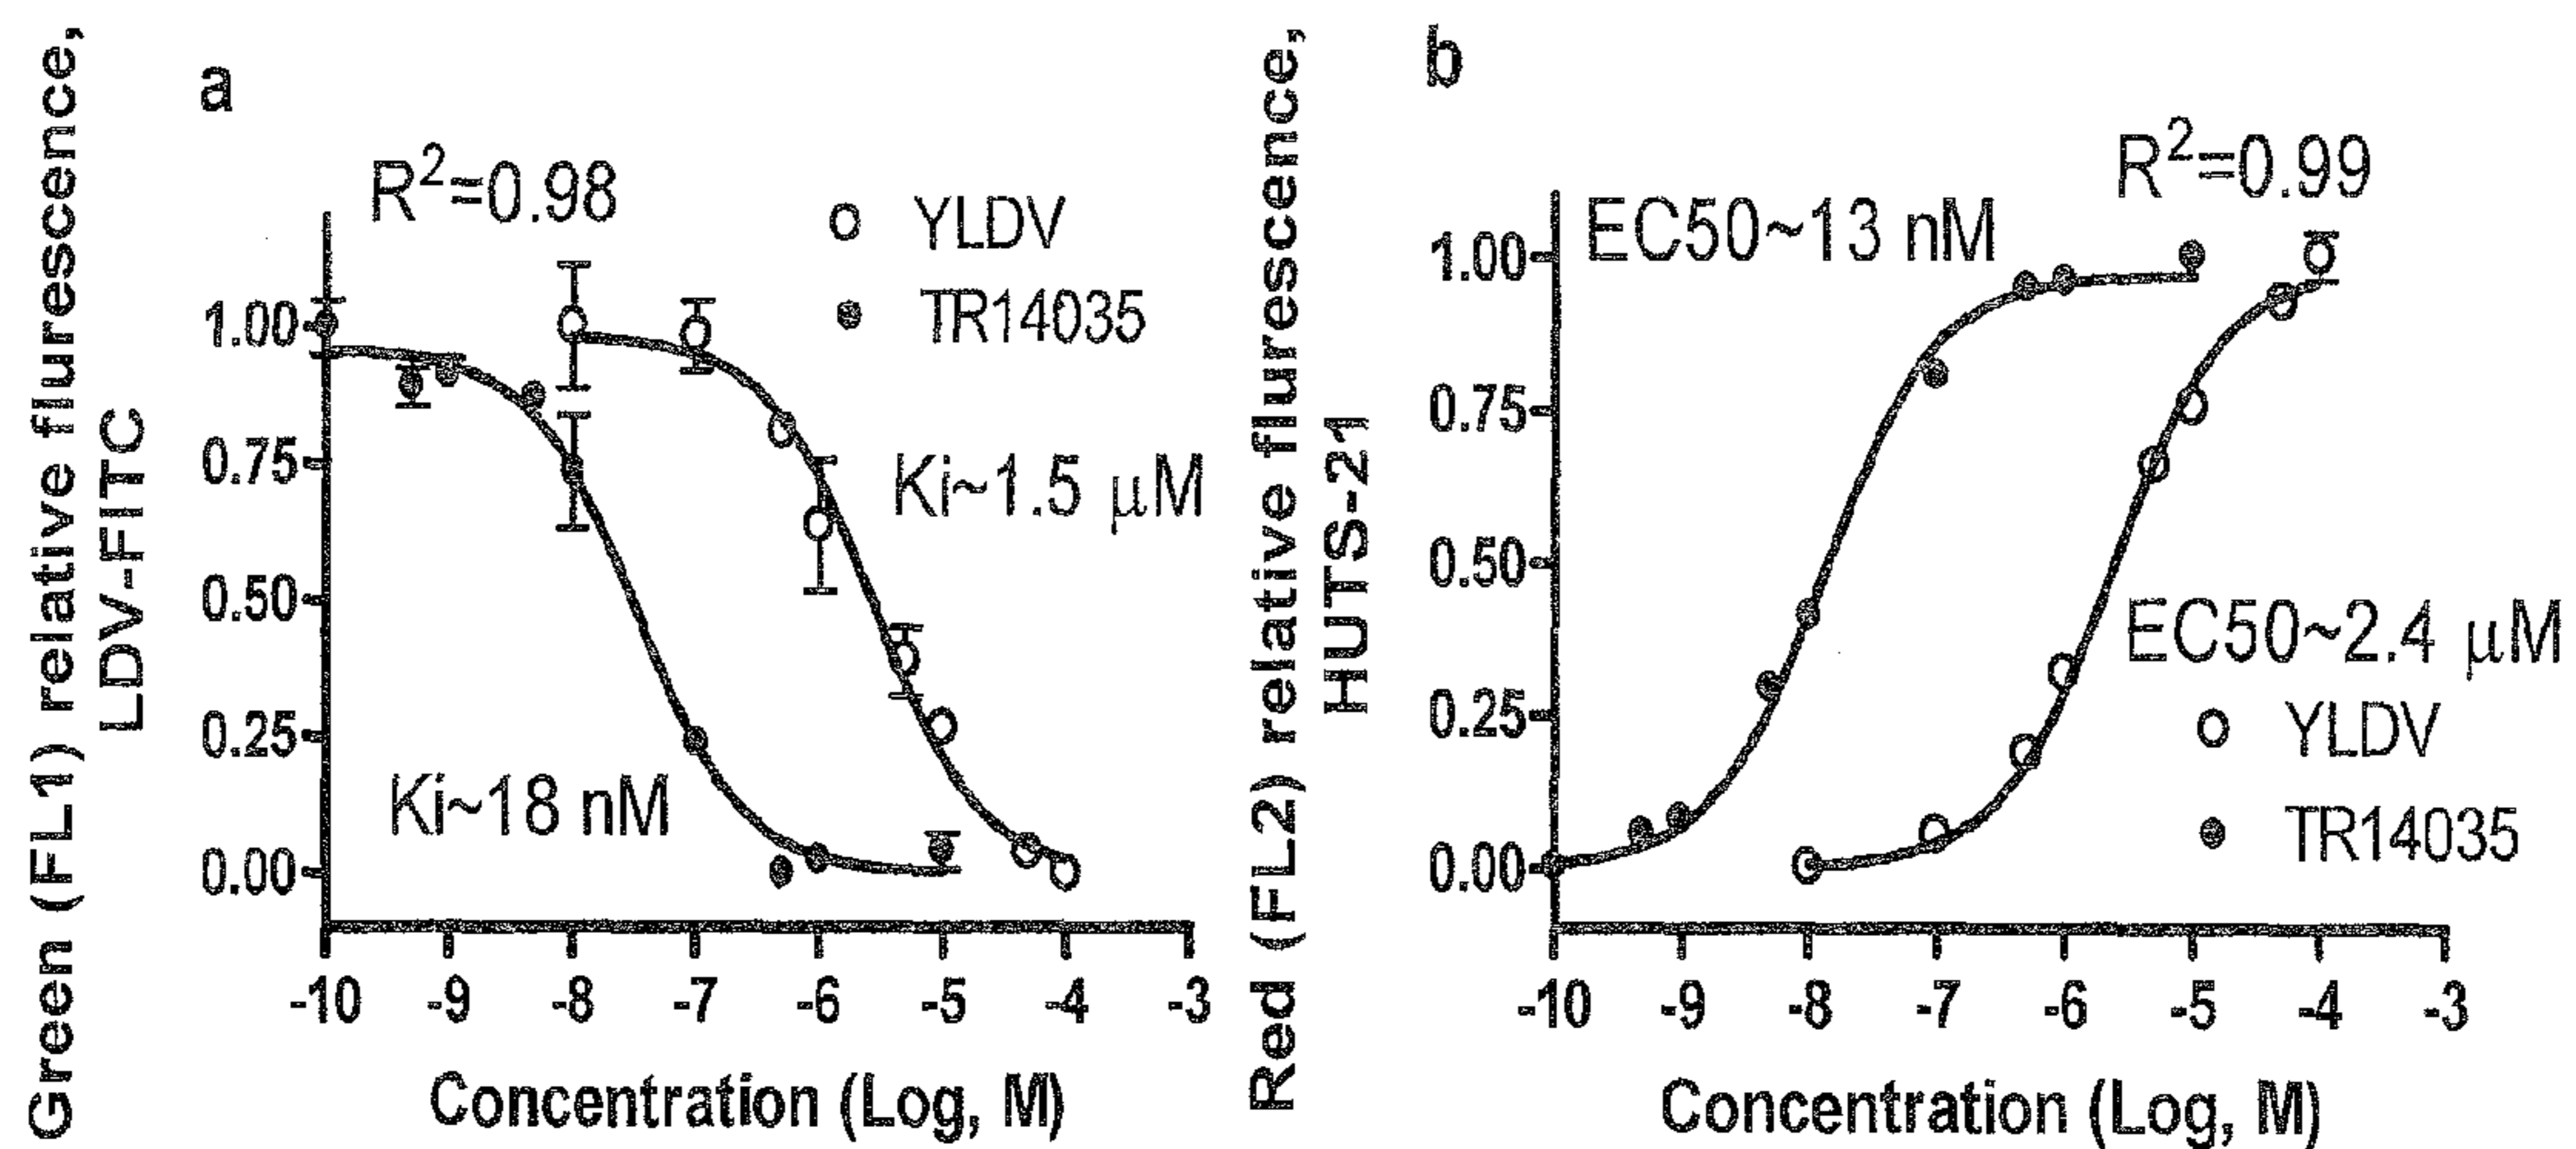 Green (FL1) relative flurescence,
LDV-FITC
a
R²=0.98
YLDV
TR14035
Ki~1.5 µM
Ki~18 nM
1.00
0.75
0.50
0.25
0.00
-10 -9 -8 -7 -6 -5 -4 -3
Concentration (Log, M)
Red (FL2) relative flurescence,
HUTS-21
b
R²=0.99
EC50~13 nM
EC50~2.4 µM
YLDV
TR14035
1.00
0.75
0.50
0.25
0.00
-10 -9 -8 -7 -6 -5 -4 -3
Concentration (Log, M)